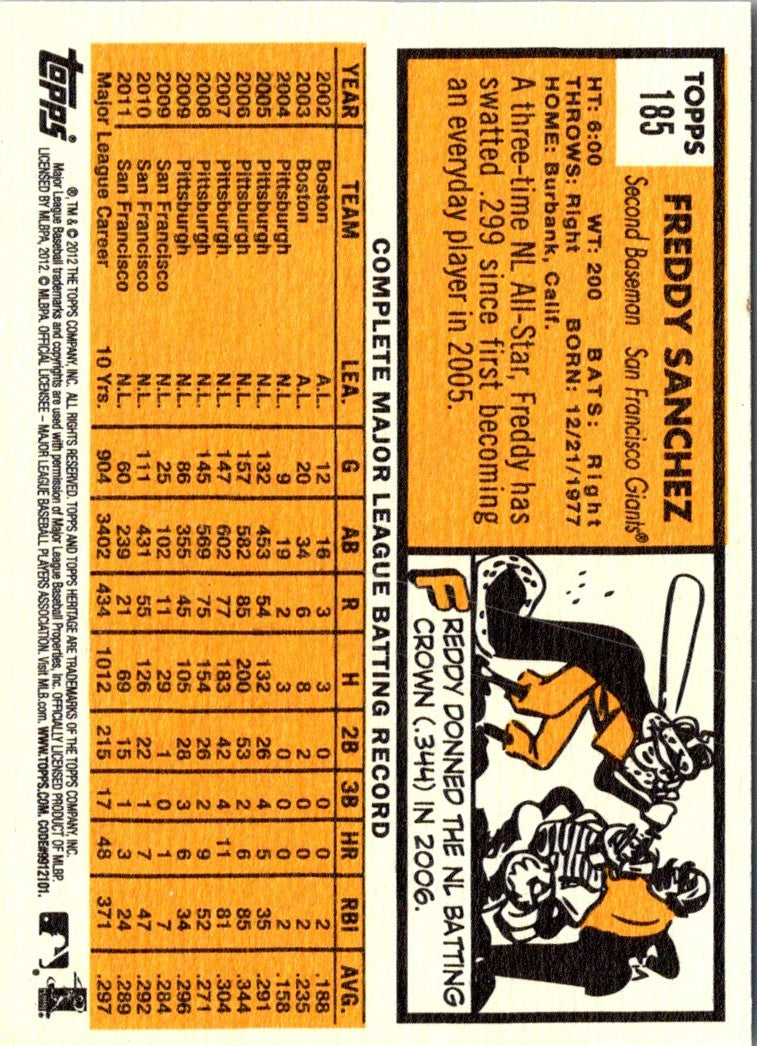 TOPPS
185
FREDDY SANCHEZ
Second Baseman San Francisco Giants®
HT: 6:00 WT: 200 BATS: Right
THROWS: Right BORN: 12/21/1977
HOME: Burbank, Calif.
A three-time NL All-Star, Freddy has
swatted .299 since first becoming
an everyday player in 2005.
FREDDY DONNED THE NL BATTING
CROWN (.344) IN 2006.
COMPLETE MAJOR LEAGUE BATTING RECORD
YEAR TEAM LEA. G AB R H 2B 3B HR RBI AVG.
2002 Boston A.L. 12 16 3 3 0 0 0 2 .188
2003 Boston A.L. 20 34 6 8 2 0 0 2 .235
2004 Pittsburgh N.L. 9 19 2 3 0 0 0 2 .158
2005 Pittsburgh N.L. 132 453 54 132 26 4 5 35 .291
2006 Pittsburgh N.L. 157 582 85 200 53 2 6 85 .344
2007 Pittsburgh N.L. 147 602 77 183 42 4 11 81 .304
2008 Pittsburgh N.L. 145 569 75 154 26 2 9 52 .271
2009 Pittsburgh N.L. 86 355 45 105 28 3 6 34 .296
2009 San Francisco N.L. 25 102 11 29 1 0 1 7 .284
2010 San Francisco N.L. 111 431 55 126 22 1 7 47 .292
2011 San Francisco N.L. 60 239 21 69 15 1 3 24 .289
Major League Career 10 Yrs. 904 3402 434 1012 215 17 48 371 .297
topps®
®, TM & © 2012 THE TOPPS COMPANY, INC. ALL RIGHTS RESERVED. TOPPS AND TOPPS HERITAGE ARE TRADEMARKS OF THE TOPPS COMPANY, INC.
Major League Baseball trademarks and copyrights are used with permission of Major League Baseball Properties, Inc. OFFICIALLY LICENSED PRODUCT OF MLBP.
LICENSED BY MLBPA, 2012. © MLBPA. OFFICIAL LICENSEE – MAJOR LEAGUE BASEBALL PLAYERS ASSOCIATION. Visit MLB.com. WWW.TOPPS.COM. CODE#9912101.